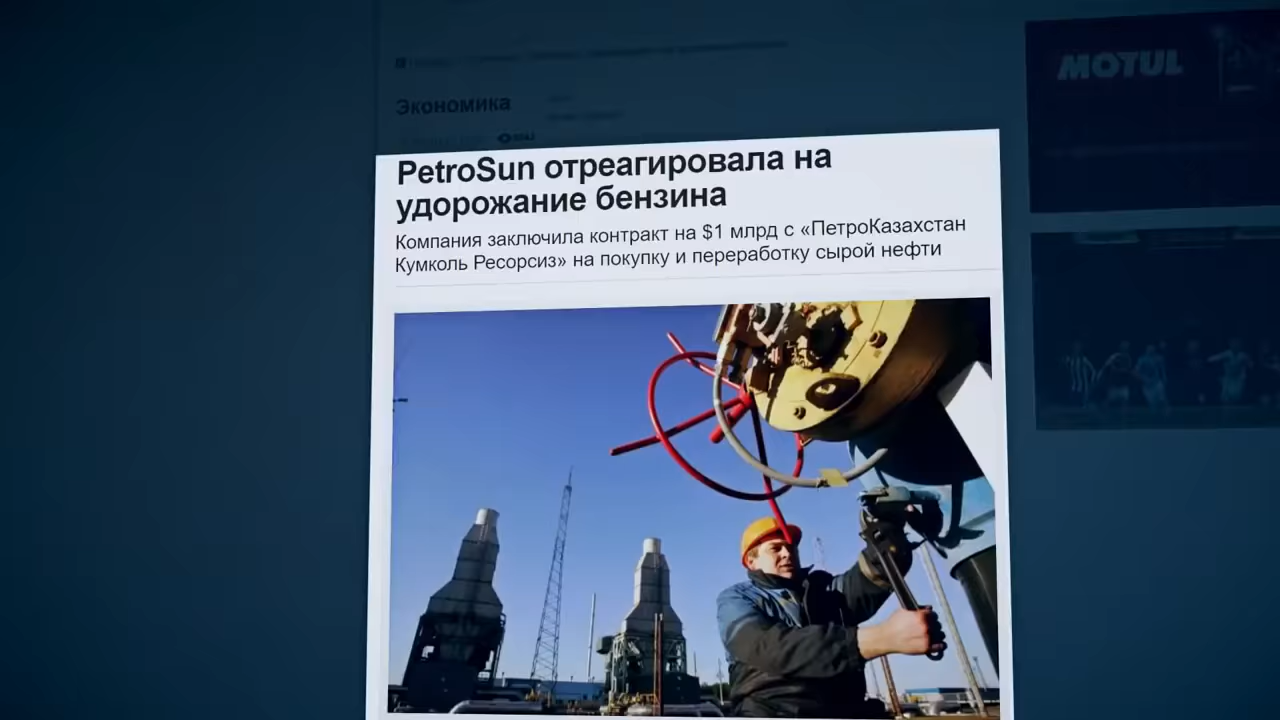 Экономика
MOTUL
PetroSun отреагировала на
удорожание бензина
Компания заключила контракт на $1 млрд с «ПетроКазахстан
Кумколь Ресорсиз» на покупку и переработку сырой нефти